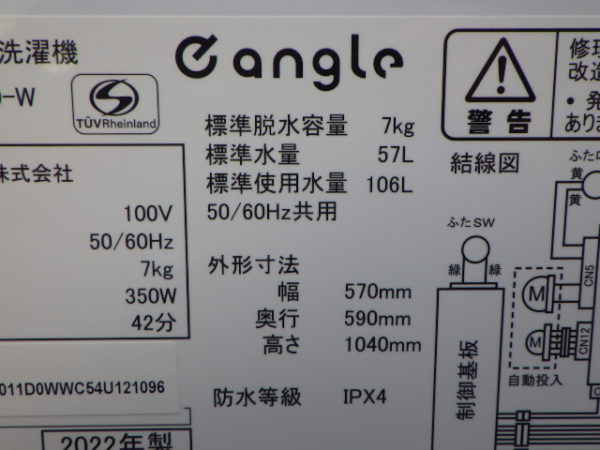 洗濯機
-W
TÜVRheinland
株式会社
100V
50/60Hz
7kg
350W
42分
011D0WWC54U121096
2022年製
angle
標準脱水容量 7kg
標準水量 57L
標準使用水量 106L
50/60Hz共用
外形寸法
幅 570mm
奥行 590mm
高さ 1040mm
防水等級 IPX4
警告
修理
改造
・発
ありま
結線図
ふたSW
緑 緑
制御基板
ふたロ
黄
黄
M
M
自動投入
CN5
CN12